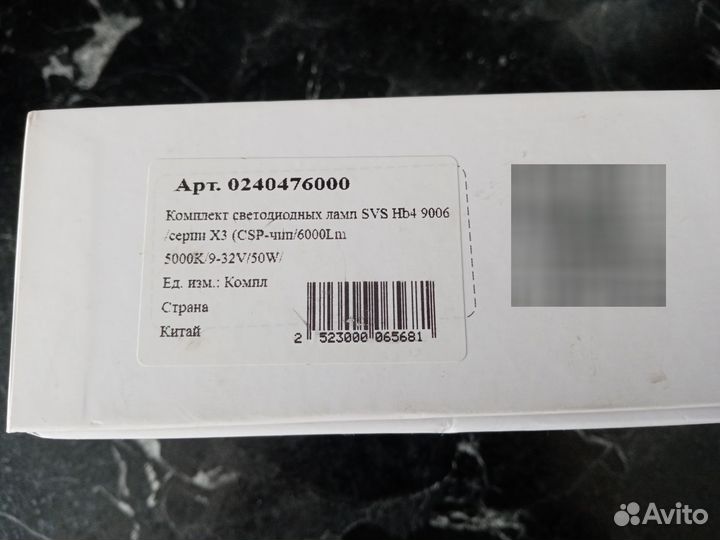 Арт. 0240476000
Комплект светодиодных ламп SVS Hb4 9006
/серии X3 (CSP-чип/6000Lm
5000K/9-32V/50W/
Ед. изм.: Компл
Страна
Китай
2 523000 065681
Avito